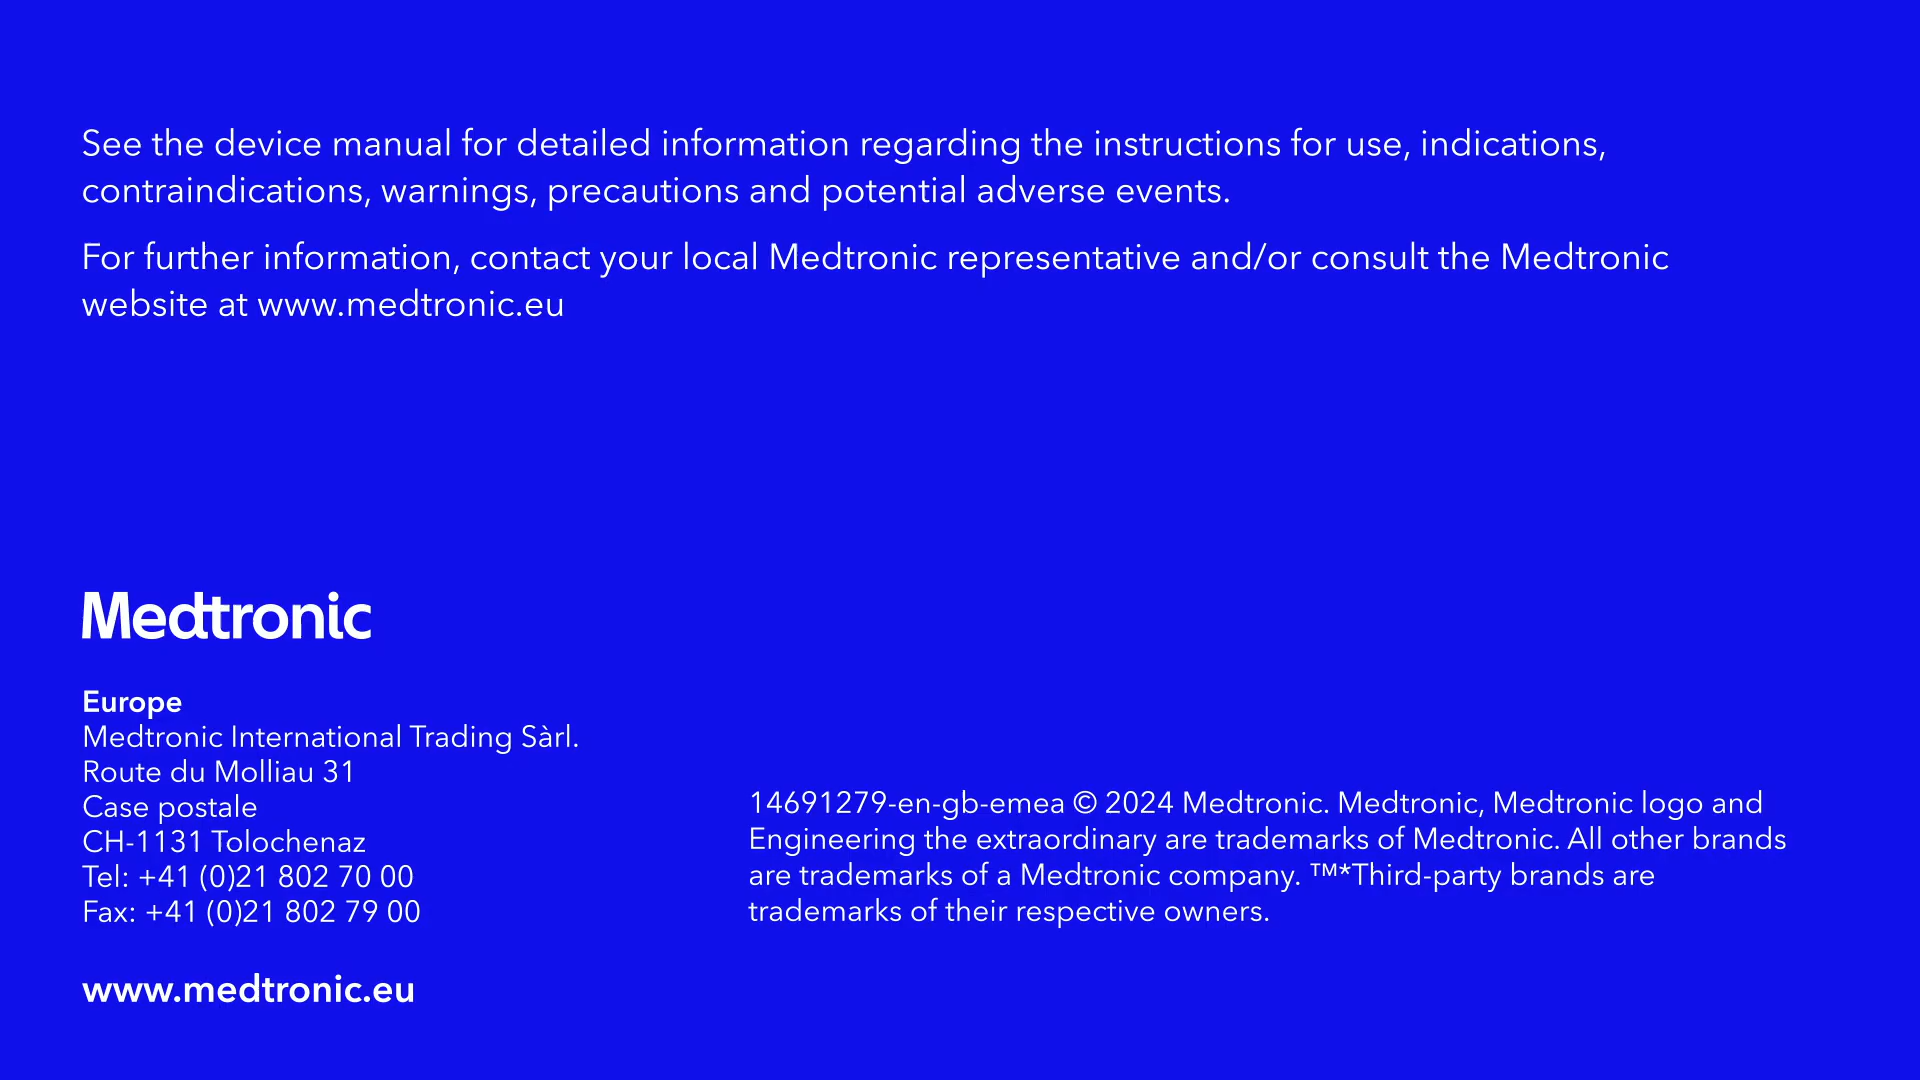 See the device manual for detailed information regarding the instructions for use, indications,
contraindications, warnings, precautions and potential adverse events.
For further information, contact your local Medtronic representative and/or consult the Medtronic
website at www.medtronic.eu
Medtronic
Europe
Medtronic International Trading Sàrl.
Route du Molliau 31
Case postale
CH-1131 Tolochenaz
Tel: +41 (0)21 802 70 00
Fax: +41 (0)21 802 79 00
www.medtronic.eu
14691279-en-gb-emea © 2024 Medtronic. Medtronic, Medtronic logo and
Engineering the extraordinary are trademarks of Medtronic. All other brands
are trademarks of a Medtronic company. ™*Third-party brands are
trademarks of their respective owners.